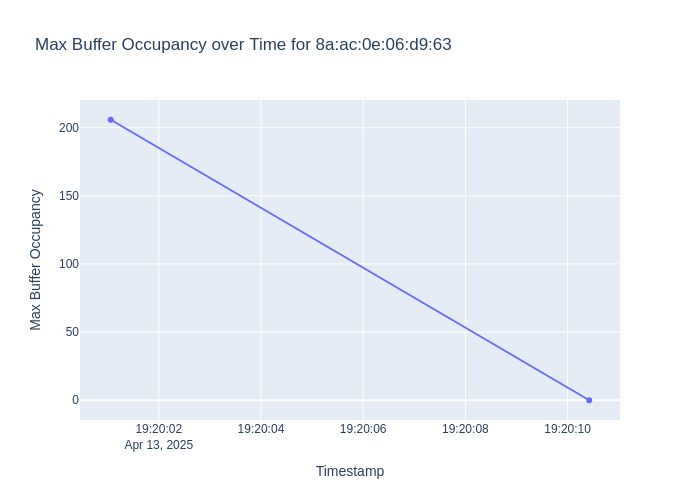 Max Buffer Occupancy over Time for 8a:ac:0e:06:d9:63
200
150
100
50
0
Max Buffer Occupancy
19:20:02 19:20:04 19:20:06 19:20:08 19:20:10
Apr 13, 2025
Timestamp